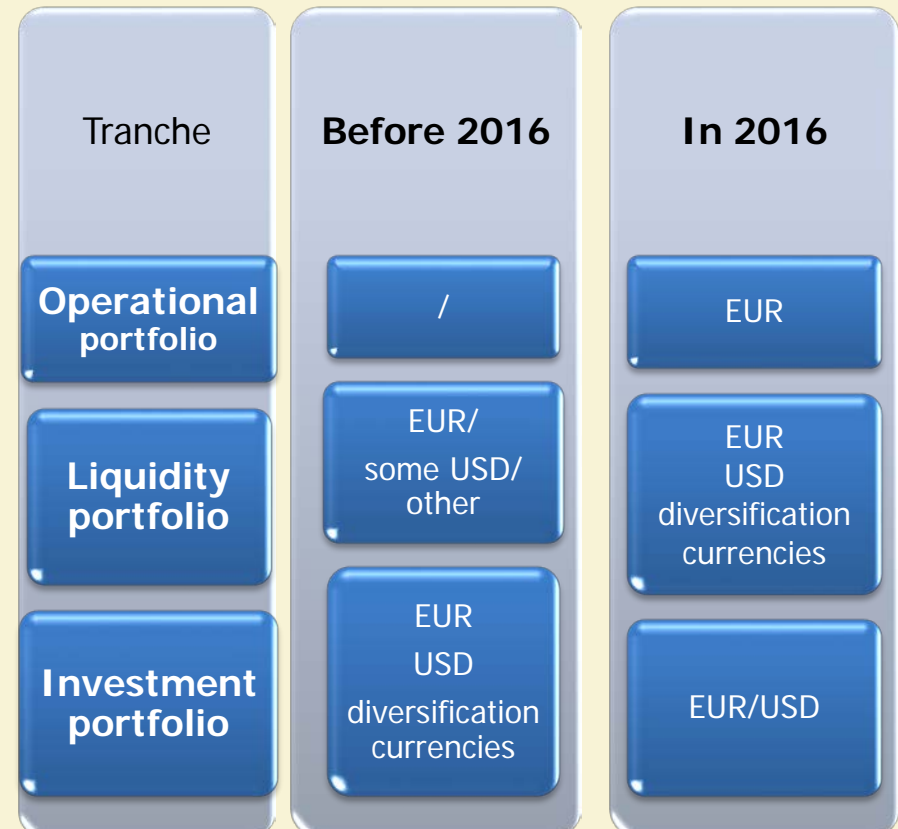 Tranche
Operational
portfolio
Liquidity
portfolio
Investment
portfolio
Before 2016
/
EUR/
some USD/
other
EUR
USD
diversification
currencies
In 2016
EUR
EUR
USD
diversification
currencies
EUR/USD